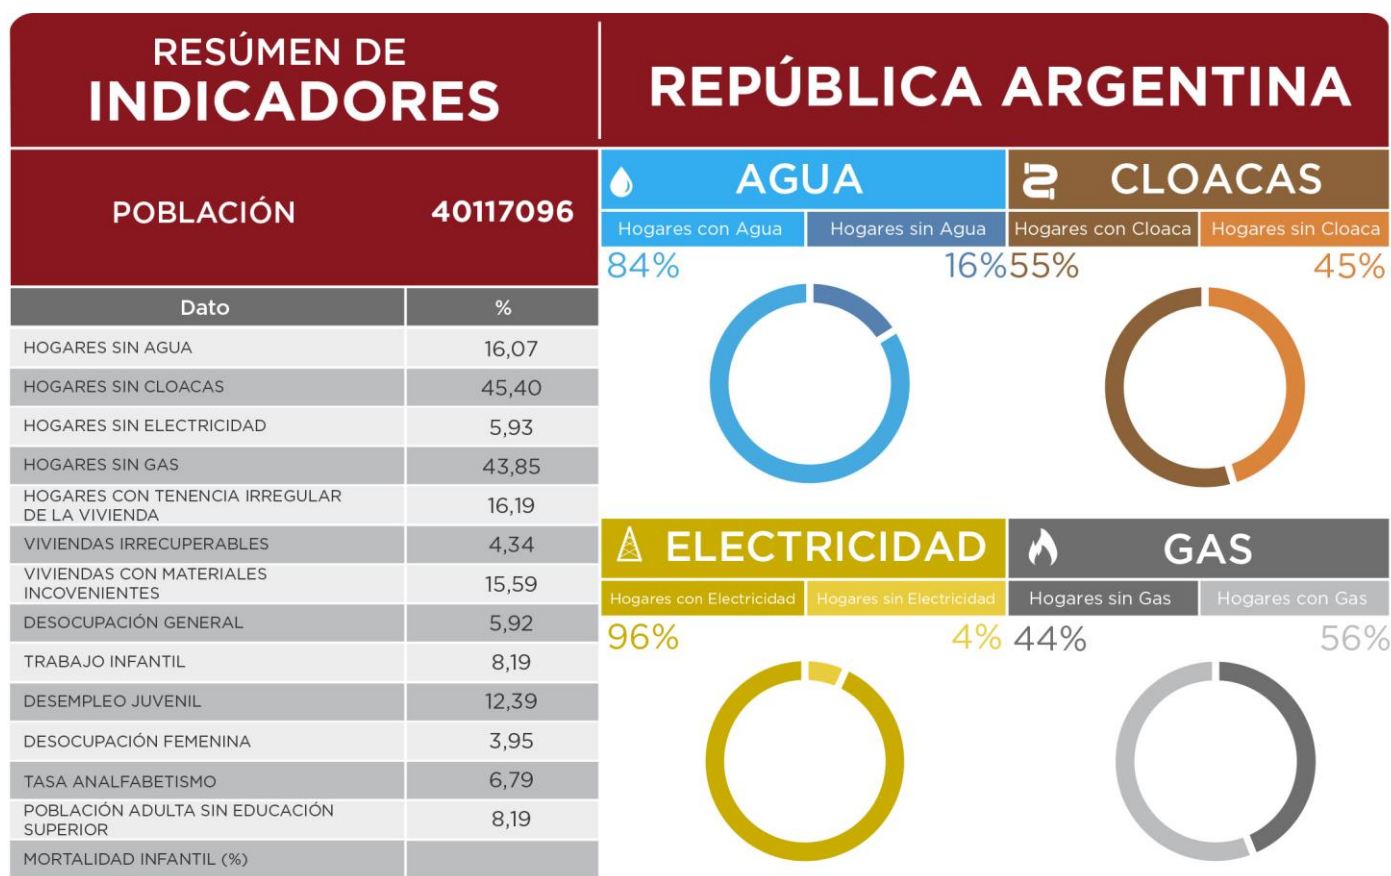 RESÚMEN DE
INDICADORES
REPÚBLICA ARGENTINA
POBLACIÓN 40117096
Dato %
HOGARES SIN AGUA 16,07
HOGARES SIN CLOACAS 45,40
HOGARES SIN ELECTRICIDAD 5,93
HOGARES SIN GAS 43,85
HOGARES CON TENENCIA IRREGULAR
DE LA VIVIENDA 16,19
VIVIENDAS IRRECUPERABLES 4,34
VIVIENDAS CON MATERIALES
INCOVENIENTES 15,59
DESOCUPACIÓN GENERAL 5,92
TRABAJO INFANTIL 8,19
DESEMPLEO JUVENIL 12,39
DESOCUPACIÓN FEMENINA 3,95
TASA ANALFABETISMO 6,79
POBLACIÓN ADULTA SIN EDUCACIÓN
SUPERIOR 8,19
MORTALIDAD INFANTIL (%)
AGUA
Hogares con Agua Hogares sin Agua
84% 16%
CLOACAS
Hogares con Cloaca Hogares sin Cloaca
55% 45%
ELECTRICIDAD
Hogares con Electricidad Hogares sin Electricidad
96% 4%
GAS
Hogares sin Gas Hogares con Gas
44% 56%